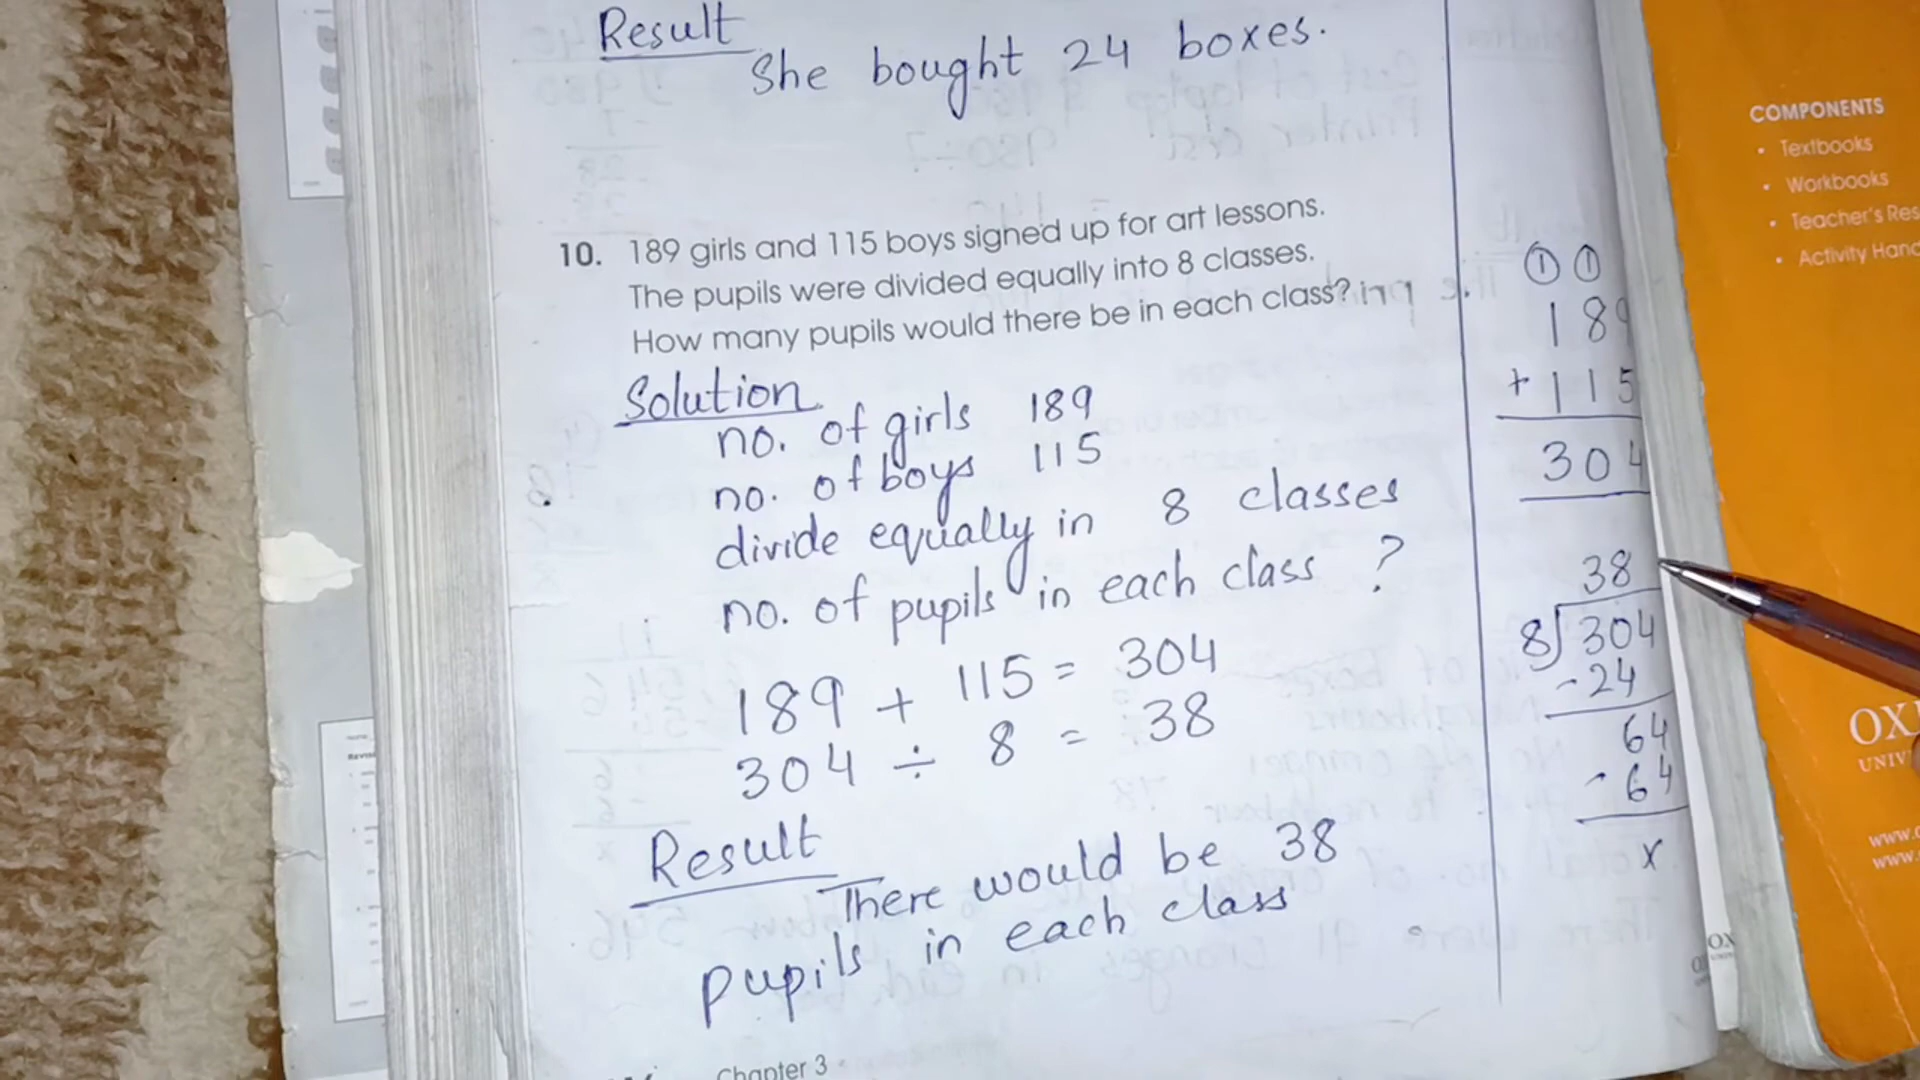 Result
She bought 24 boxes.
10. 189 girls and 115 boys signed up for art lessons.
The pupils were divided equally into 8 classes.
How many pupils would there be in each class?
Solution
no. of girls 189
no. of boys 115
divide equally in 8 classes
no. of pupils in each class ?
189 + 115 = 304
304 ÷ 8 = 38
Result
There would be 38
pupils in each class
Chapter 3
1 1
189
+ 115
304
38
8)304
- 24
64
- 64
x
COMPONENTS
• Textbooks
• Workbooks
• Teacher's
• Activity